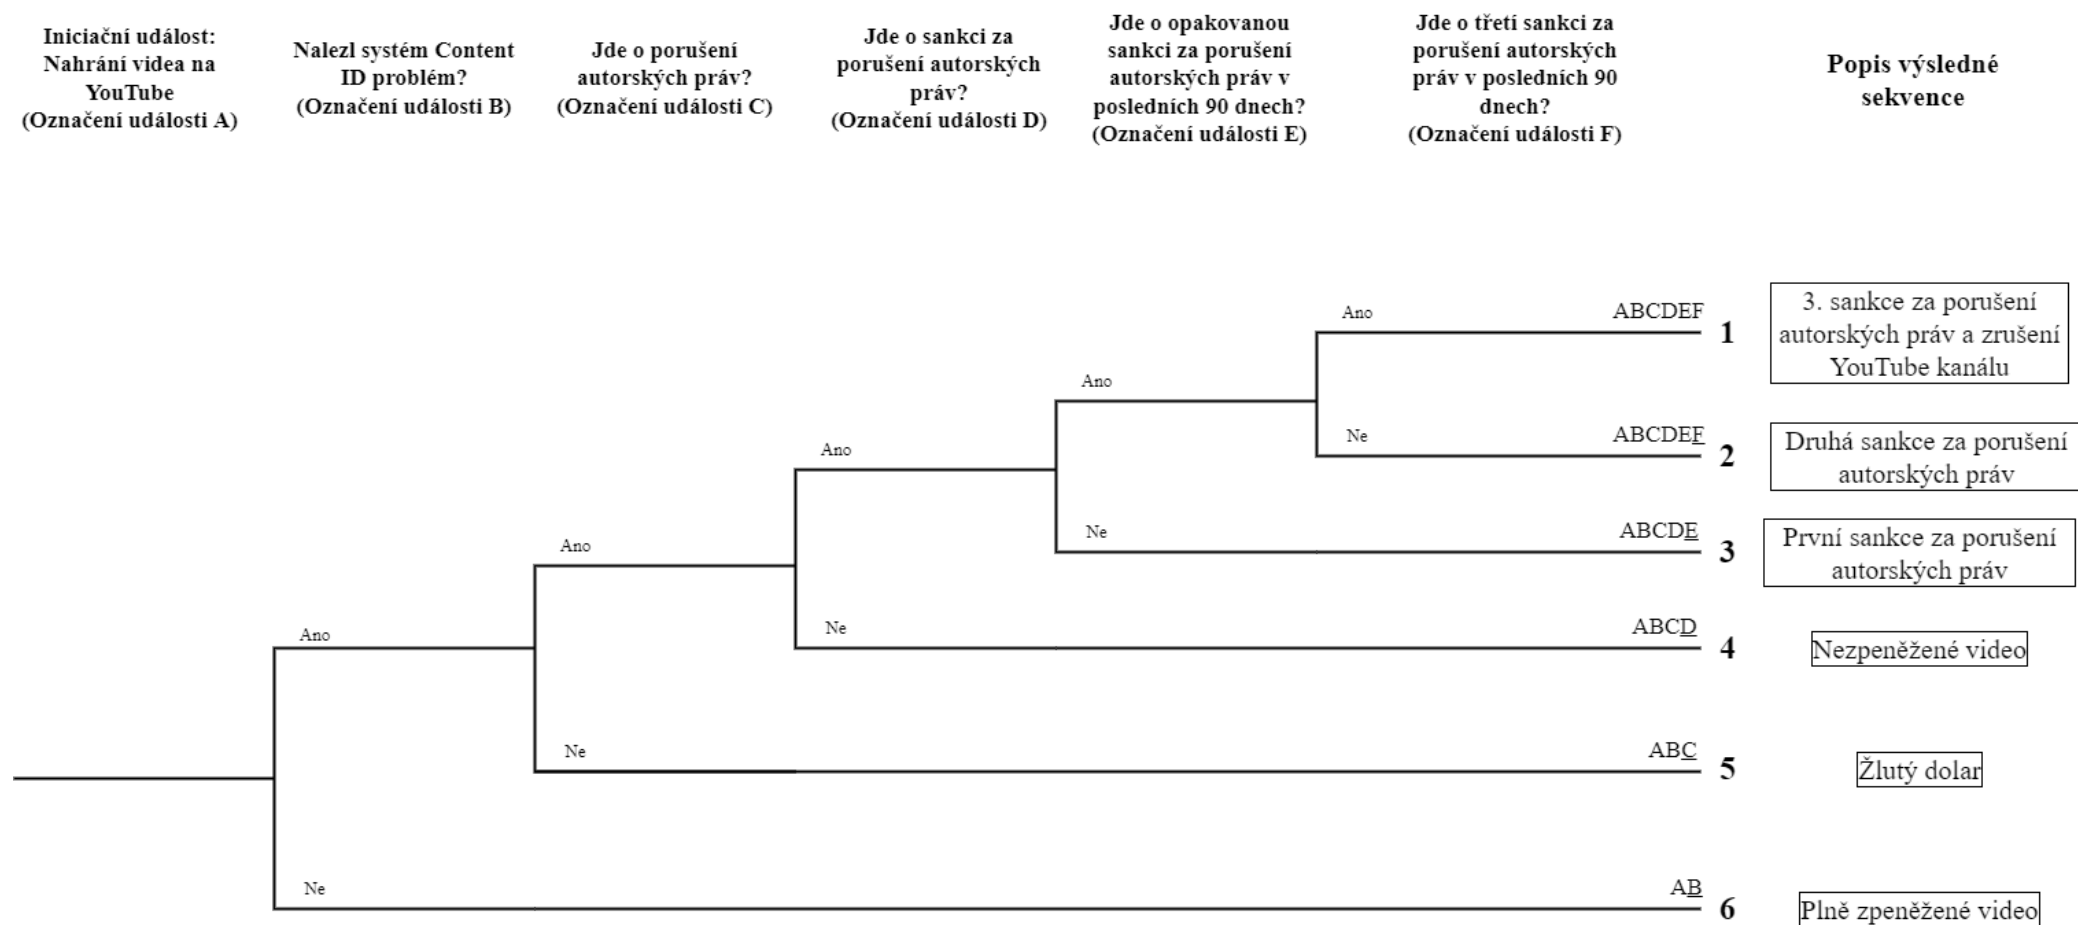 Iniciační událost:
Nahrání videa na
YouTube
(Označení události A)
Nalezl systém Content
ID problém?
(Označení události B)
Jde o porušení
autorských práv?
(Označení události C)
Jde o sankci za
porušení autorských
práv?
(Označení události D)
Jde o opakovanou
sankci za porušení
autorských práv v
posledních 90 dnech?
(Označení události E)
Jde o třetí sankci za
porušení autorských
práv v posledních 90
dnech?
(Označení události F)
Popis výsledné
sekvence
Ano
ABCDEF
1
3. sankce za porušení
autorských práv a zrušení
YouTube kanálu
Ano
Ne
ABCDEF
2
Druhá sankce za porušení
autorských práv
Ano
Ne
ABCDE
3
První sankce za porušení
autorských práv
Ano
Ne
ABCD
4
Nezpeněžené video
Ano
Ne
ABC
5
Žlutý dolar
Ne
AB
6
Plně zpeněžené video